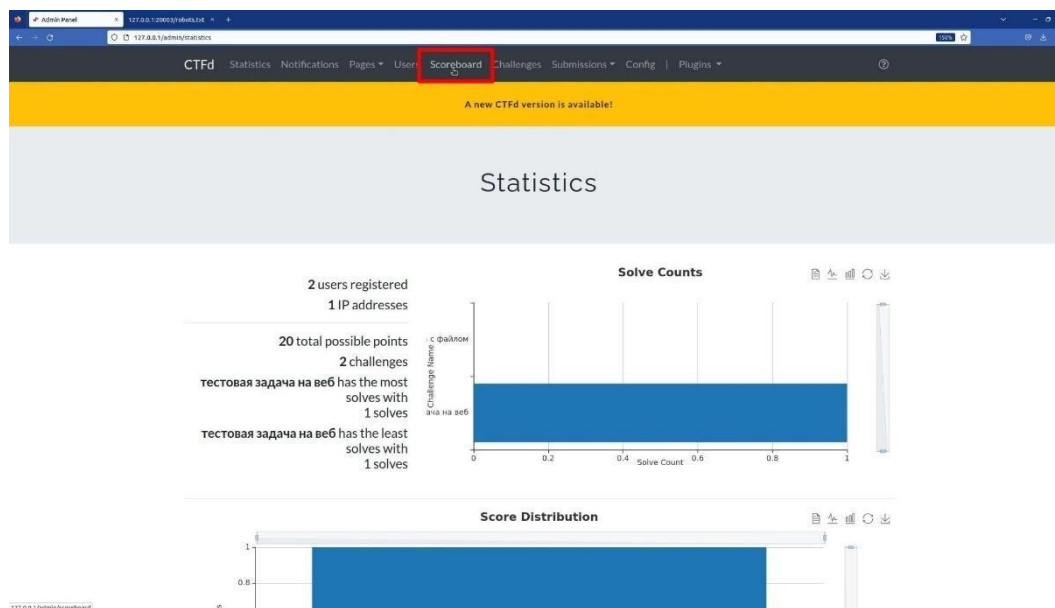 Admin Panel
127.0.0.1:20003/robots.txt
127.0.0.1/admin/statistics
150%
CTFd Statistics Notifications Pages Users Scoreboard Challenges Submissions Config | Plugins
A new CTFd version is available!
Statistics
2 users registered
1 IP addresses
20 total possible points
2 challenges
тестовая задача на веб has the most
solves with
1 solves
тестовая задача на веб has the least
solves with
1 solves
Solve Counts
Challenge Name
с файлом
ача на веб
0 0.2 0.4 0.6 0.8 1
Solve Count
Score Distribution
1
0.8
127.0.0.1/admin/scoreboard